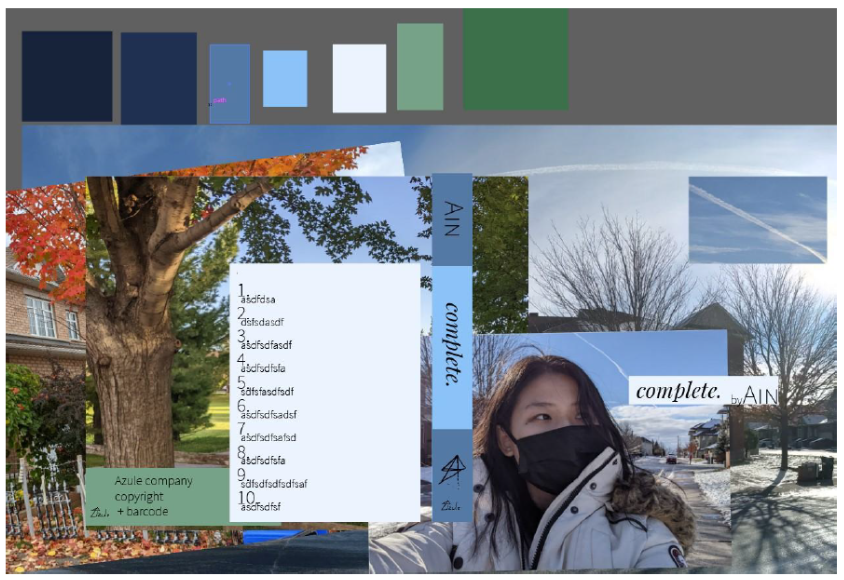 AIN
complete.
1.
asdfdsa
2
dsfsdasdf
3.
asdfsdfasdf
4.
asdfsdfsfa
5.
sdfsfasdfsdf
6.
asdfsdfsadsf
7.
asdfsdfsafsd
8.
asdfsdfsfa
9.
sdfsdfsdfsdfsaf
10.
asdfsdfsf
complete. by AIN
Azule company
copyright
+ barcode